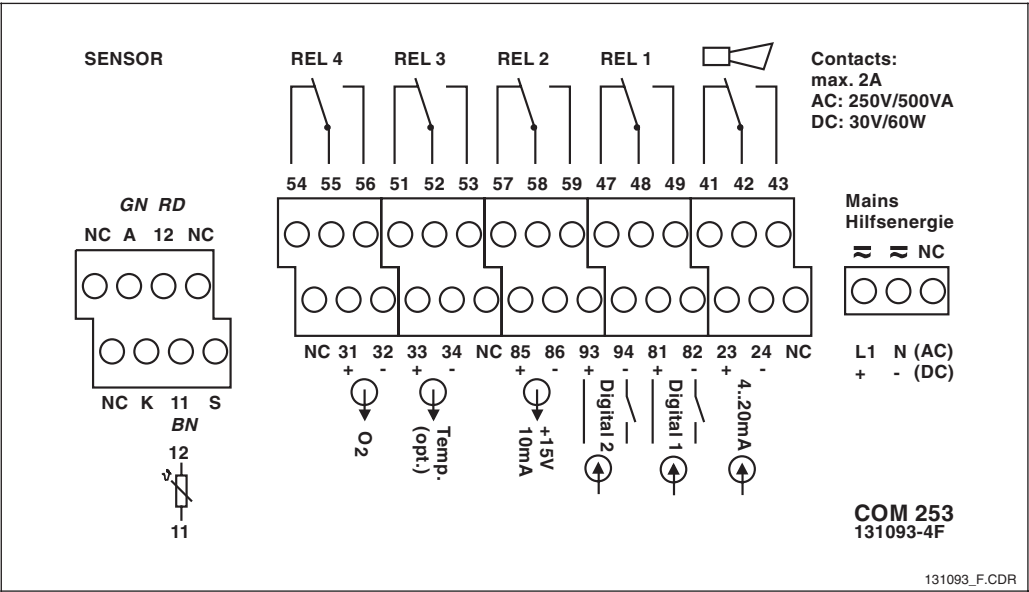 SENSOR
REL 4 REL 3 REL 2 REL 1
Contacts:
max. 2A
AC: 250V/500VA
DC: 30V/60W
54 55 56 51 52 53 57 58 59 47 48 49 41 42 43
GN RD
NC A 12 NC
NC K 11 S
BN
12
ϑ
11
Mains
Hilfsenergie
≂ ≂ NC
L1 N (AC)
+ - (DC)
NC 31 32 33 34 NC 85 86 93 94 81 82 23 24 NC
+ - + - + - + - + - + -
O2
Temp.
(opt.)
+15V
10mA
Digital 2
Digital 1
4..20mA
COM 253
131093-4F
131093_F.CDR